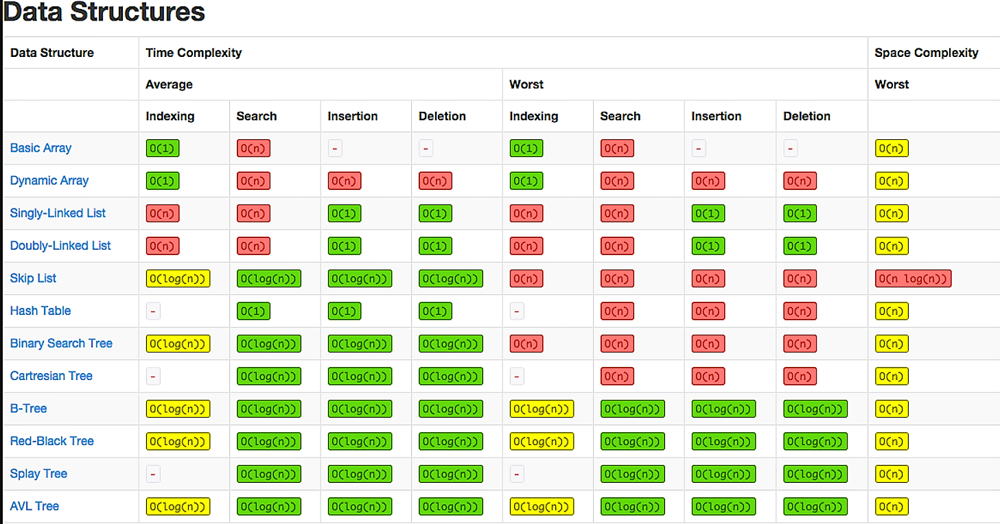 Data Structures
Data Structure Time Complexity Space Complexity
Average Worst Worst
Indexing Search Insertion Deletion Indexing Search Insertion Deletion
Basic Array O(1) O(n) - - O(1) O(n) - - O(n)
Dynamic Array O(1) O(n) O(n) O(n) O(1) O(n) O(n) O(n) O(n)
Singly-Linked List O(n) O(n) O(1) O(1) O(n) O(n) O(1) O(1) O(n)
Doubly-Linked List O(n) O(n) O(1) O(1) O(n) O(n) O(1) O(1) O(n)
Skip List O(log(n)) O(log(n)) O(log(n)) O(log(n)) O(n) O(n) O(n) O(n) O(n log(n))
Hash Table - O(1) O(1) O(1) - O(n) O(n) O(n) O(n)
Binary Search Tree O(log(n)) O(log(n)) O(log(n)) O(log(n)) O(n) O(n) O(n) O(n) O(n)
Cartresian Tree - O(log(n)) O(log(n)) O(log(n)) - O(n) O(n) O(n) O(n)
B-Tree O(log(n)) O(log(n)) O(log(n)) O(log(n)) O(log(n)) O(log(n)) O(log(n)) O(log(n)) O(n)
Red-Black Tree O(log(n)) O(log(n)) O(log(n)) O(log(n)) O(log(n)) O(log(n)) O(log(n)) O(log(n)) O(n)
Splay Tree - O(log(n)) O(log(n)) O(log(n)) - O(log(n)) O(log(n)) O(log(n)) O(n)
AVL Tree O(log(n)) O(log(n)) O(log(n)) O(log(n)) O(log(n)) O(log(n)) O(log(n)) O(log(n)) O(n)